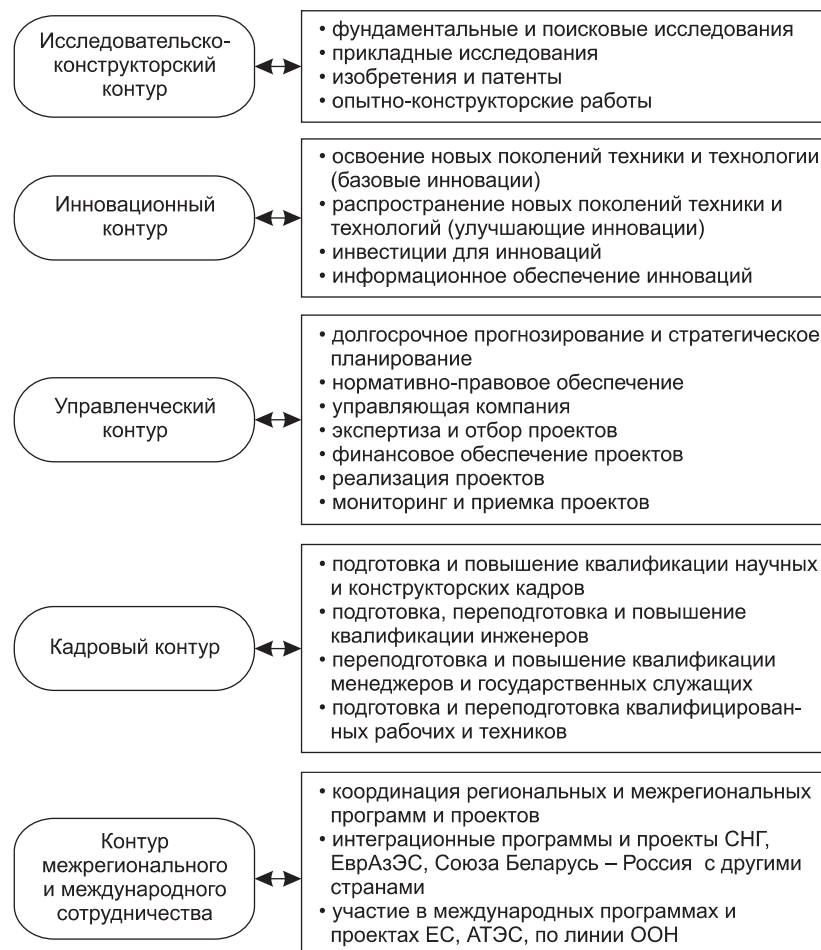 Исследовательско-
конструкторский
контур
• фундаментальные и поисковые исследования
• прикладные исследования
• изобретения и патенты
• опытно-конструкторские работы
Инновационный
контур
• освоение новых поколений техники и технологии
(базовые инновации)
• распространение новых поколений техники и
технологий (улучшающие инновации)
• инвестиции для инноваций
• информационное обеспечение инноваций
Управленческий
контур
• долгосрочное прогнозирование и стратегическое
планирование
• нормативно-правовое обеспечение
• управляющая компания
• экспертиза и отбор проектов
• финансовое обеспечение проектов
• реализация проектов
• мониторинг и приемка проектов
Кадровый контур
• подготовка и повышение квалификации научных
и конструкторских кадров
• подготовка, переподготовка и повышение
квалификации инженеров
• переподготовка и повышение квалификации
менеджеров и государственных служащих
• подготовка и переподготовка квалифицирован-
ных рабочих и техников
Контур
межрегионального
и международного
сотрудничества
• координация региональных и межрегиональных
программ и проектов
• интеграционные программы и проекты СНГ,
ЕврАзЭС, Союза Беларусь – Россия с другими
странами
• участие в международных программах и
проектах ЕС, АТЭС, по линии ООН